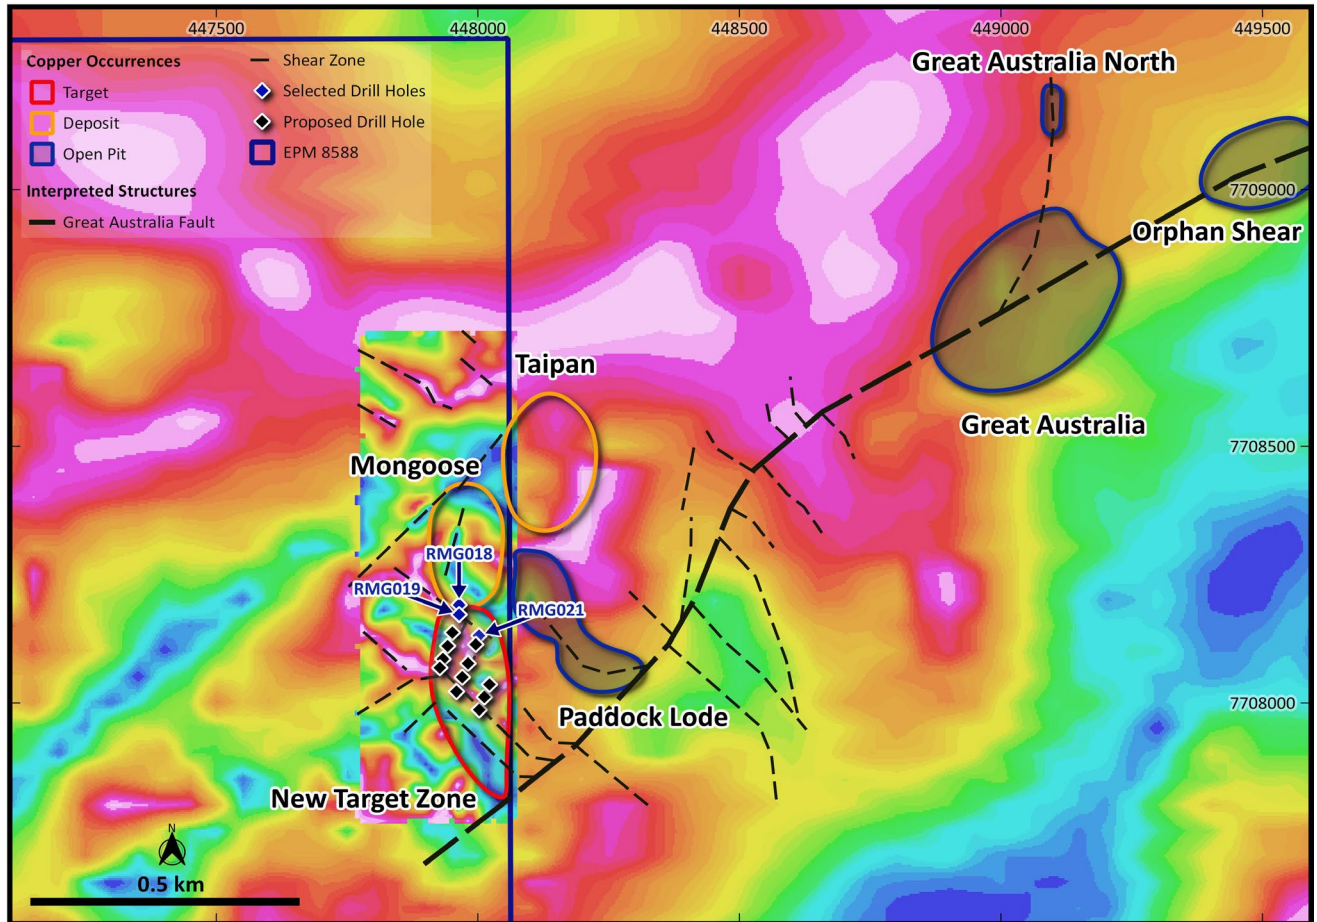 447500
448000
448500
449000
449500
Copper Occurrences
Target
Deposit
Open Pit
Interpreted Structures
Great Australia Fault
Shear Zone
Selected Drill Holes
Proposed Drill Hole
EPM 8588
Great Australia North
7709000
Orphan Shear
Taipan
Great Australia
7708500
Mongoose
RMG018
RMG019
RMG021
7708000
Paddock Lode
New Target Zone
N
0.5 km